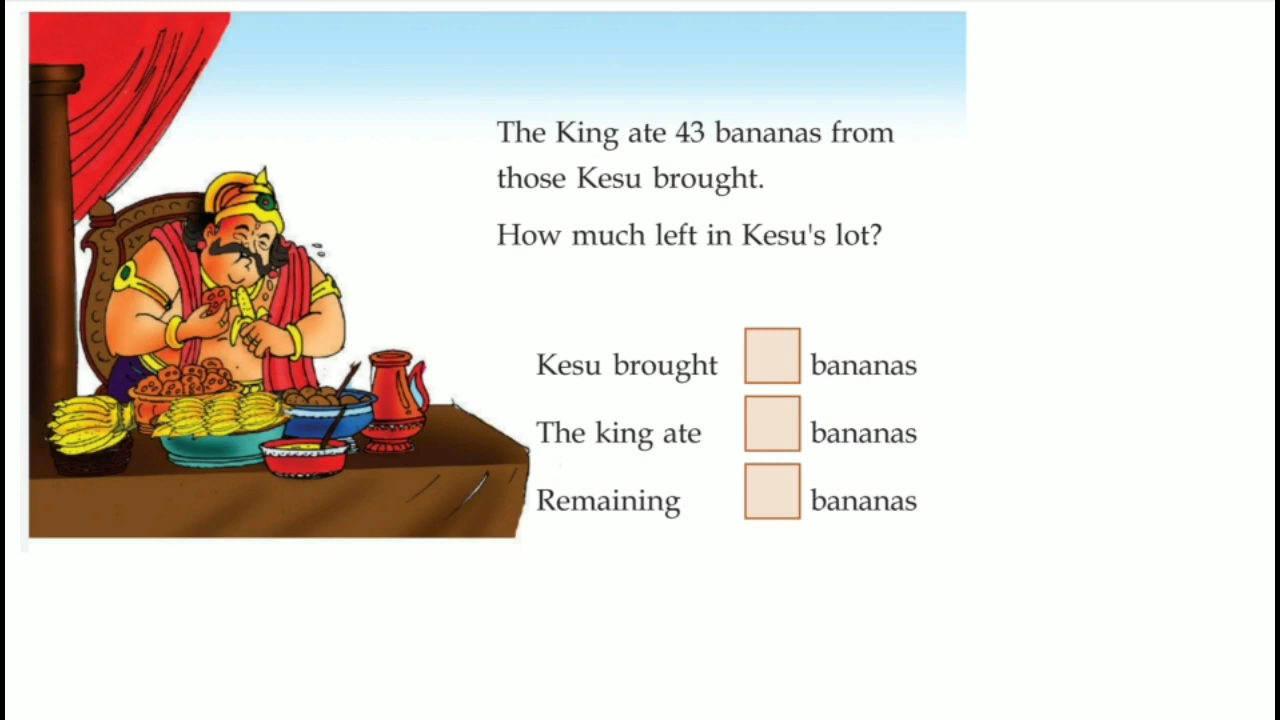 The King ate 43 bananas from
those Kesu brought.
How much left in Kesu's lot?
Kesu brought bananas
The king ate bananas
Remaining bananas